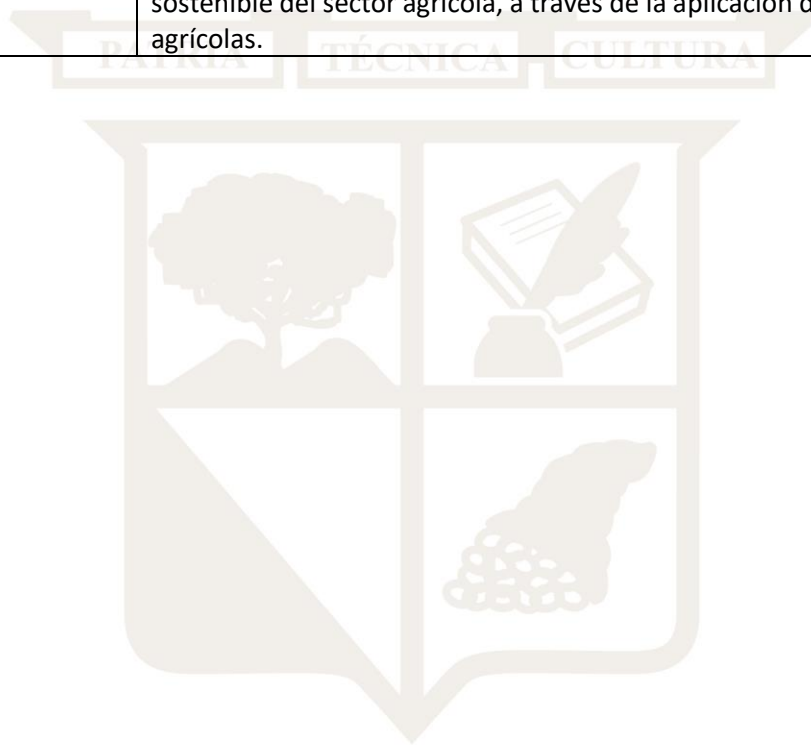 sostenible del sector agrícola, a través de la aplicación
agrícolas.
PATRIA TÉCNICA CULTURA